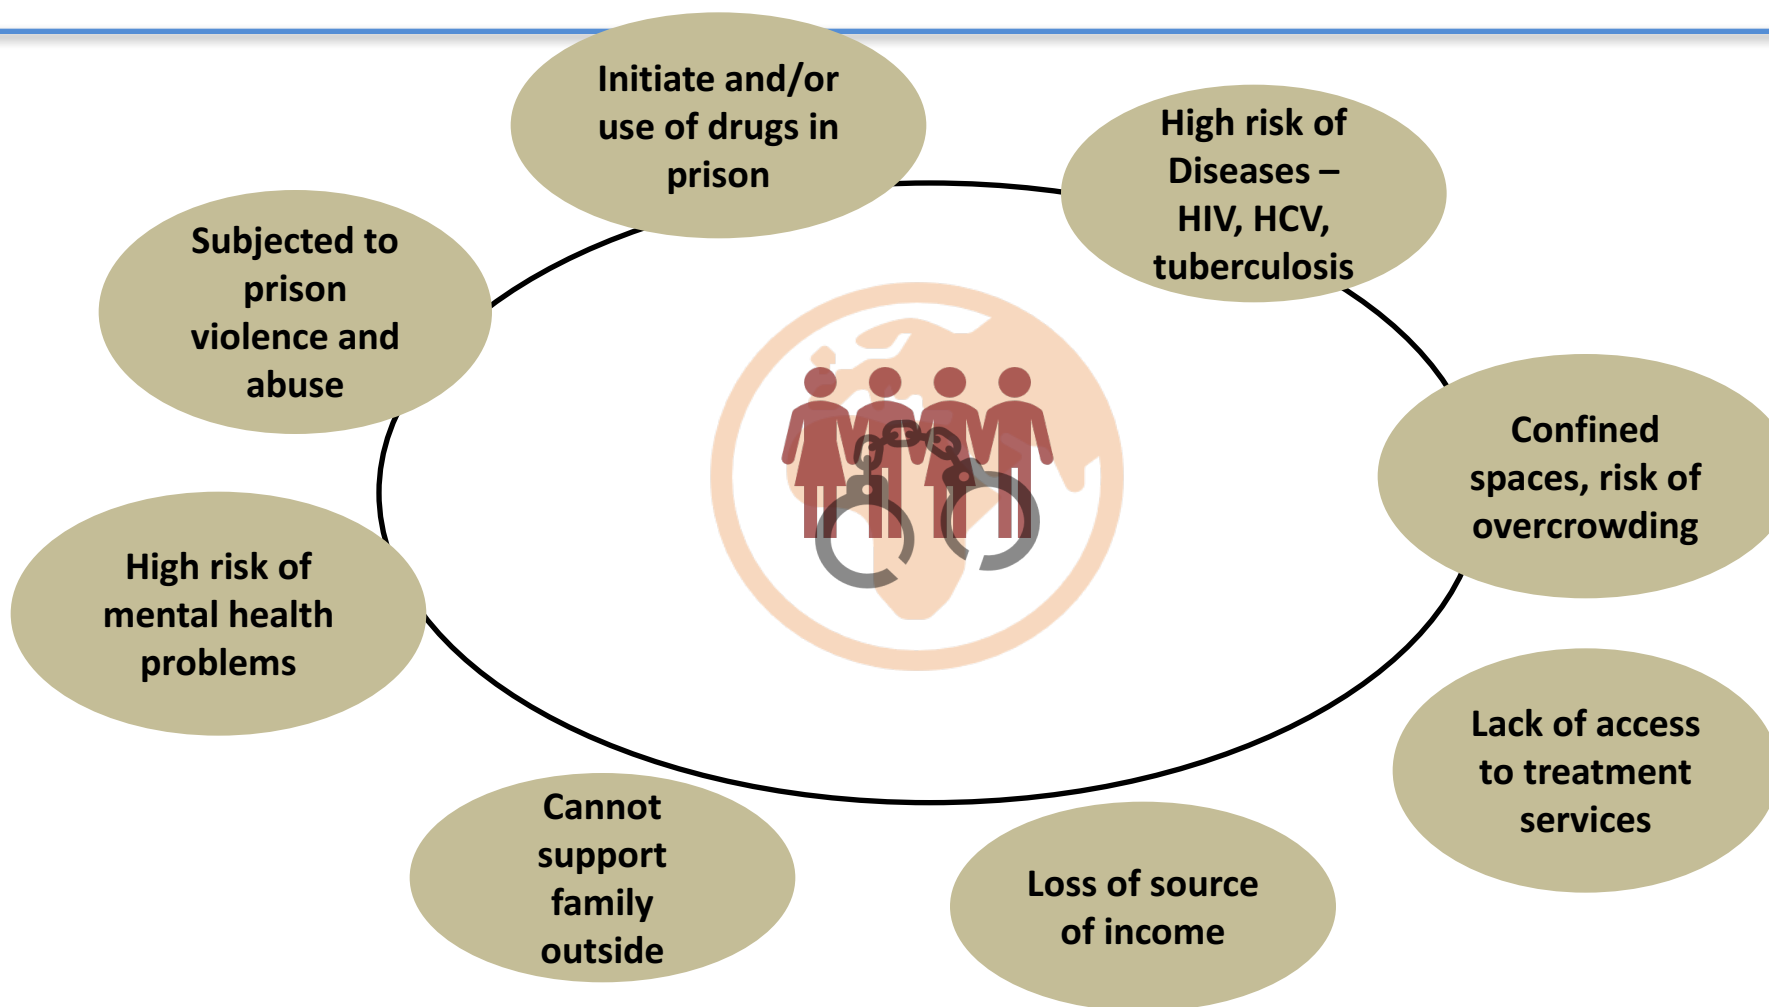 Initiate and/or
use of drugs in
prison
High risk of
Diseases –
HIV, HCV,
tuberculosis
Confined
spaces, risk of
overcrowding
Lack of access
to treatment
services
Loss of source
of income
Cannot
support
family
outside
High risk of
mental health
problems
Subjected to
prison
violence and
abuse